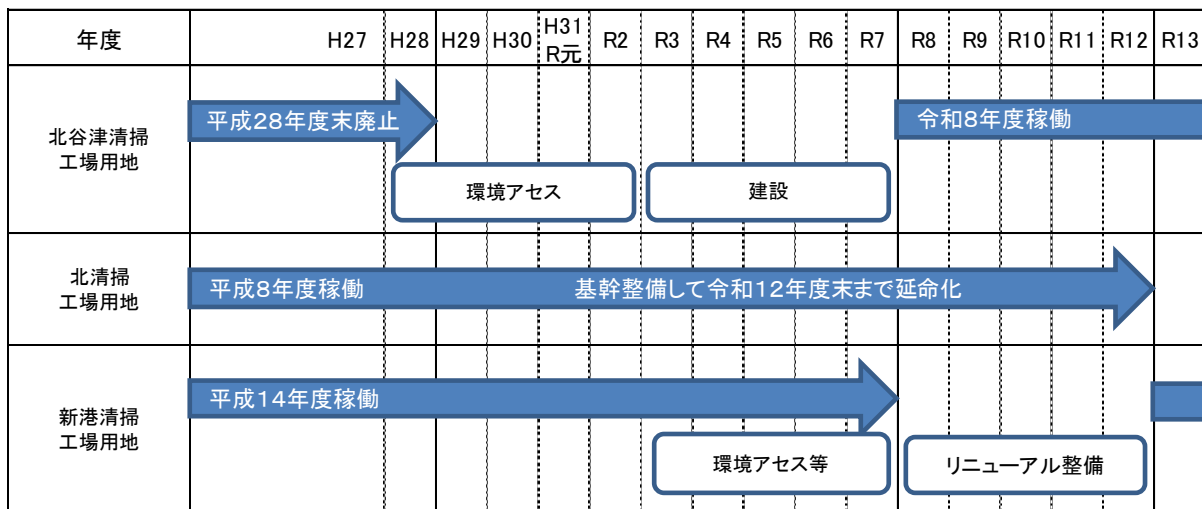 年度
H27
H28
H29
H30
H31
R元
R2
R3
R4
R5
R6
R7
R8
R9
R10
R11
R12
R13
北谷津清掃
工場用地
平成28年度末廃止
令和8年度稼働
環境アセス
建設
北清掃
工場用地
平成8年度稼働
基幹整備して令和12年度末まで延命化
新港清掃
工場用地
平成14年度稼働
環境アセス等
リニューアル整備